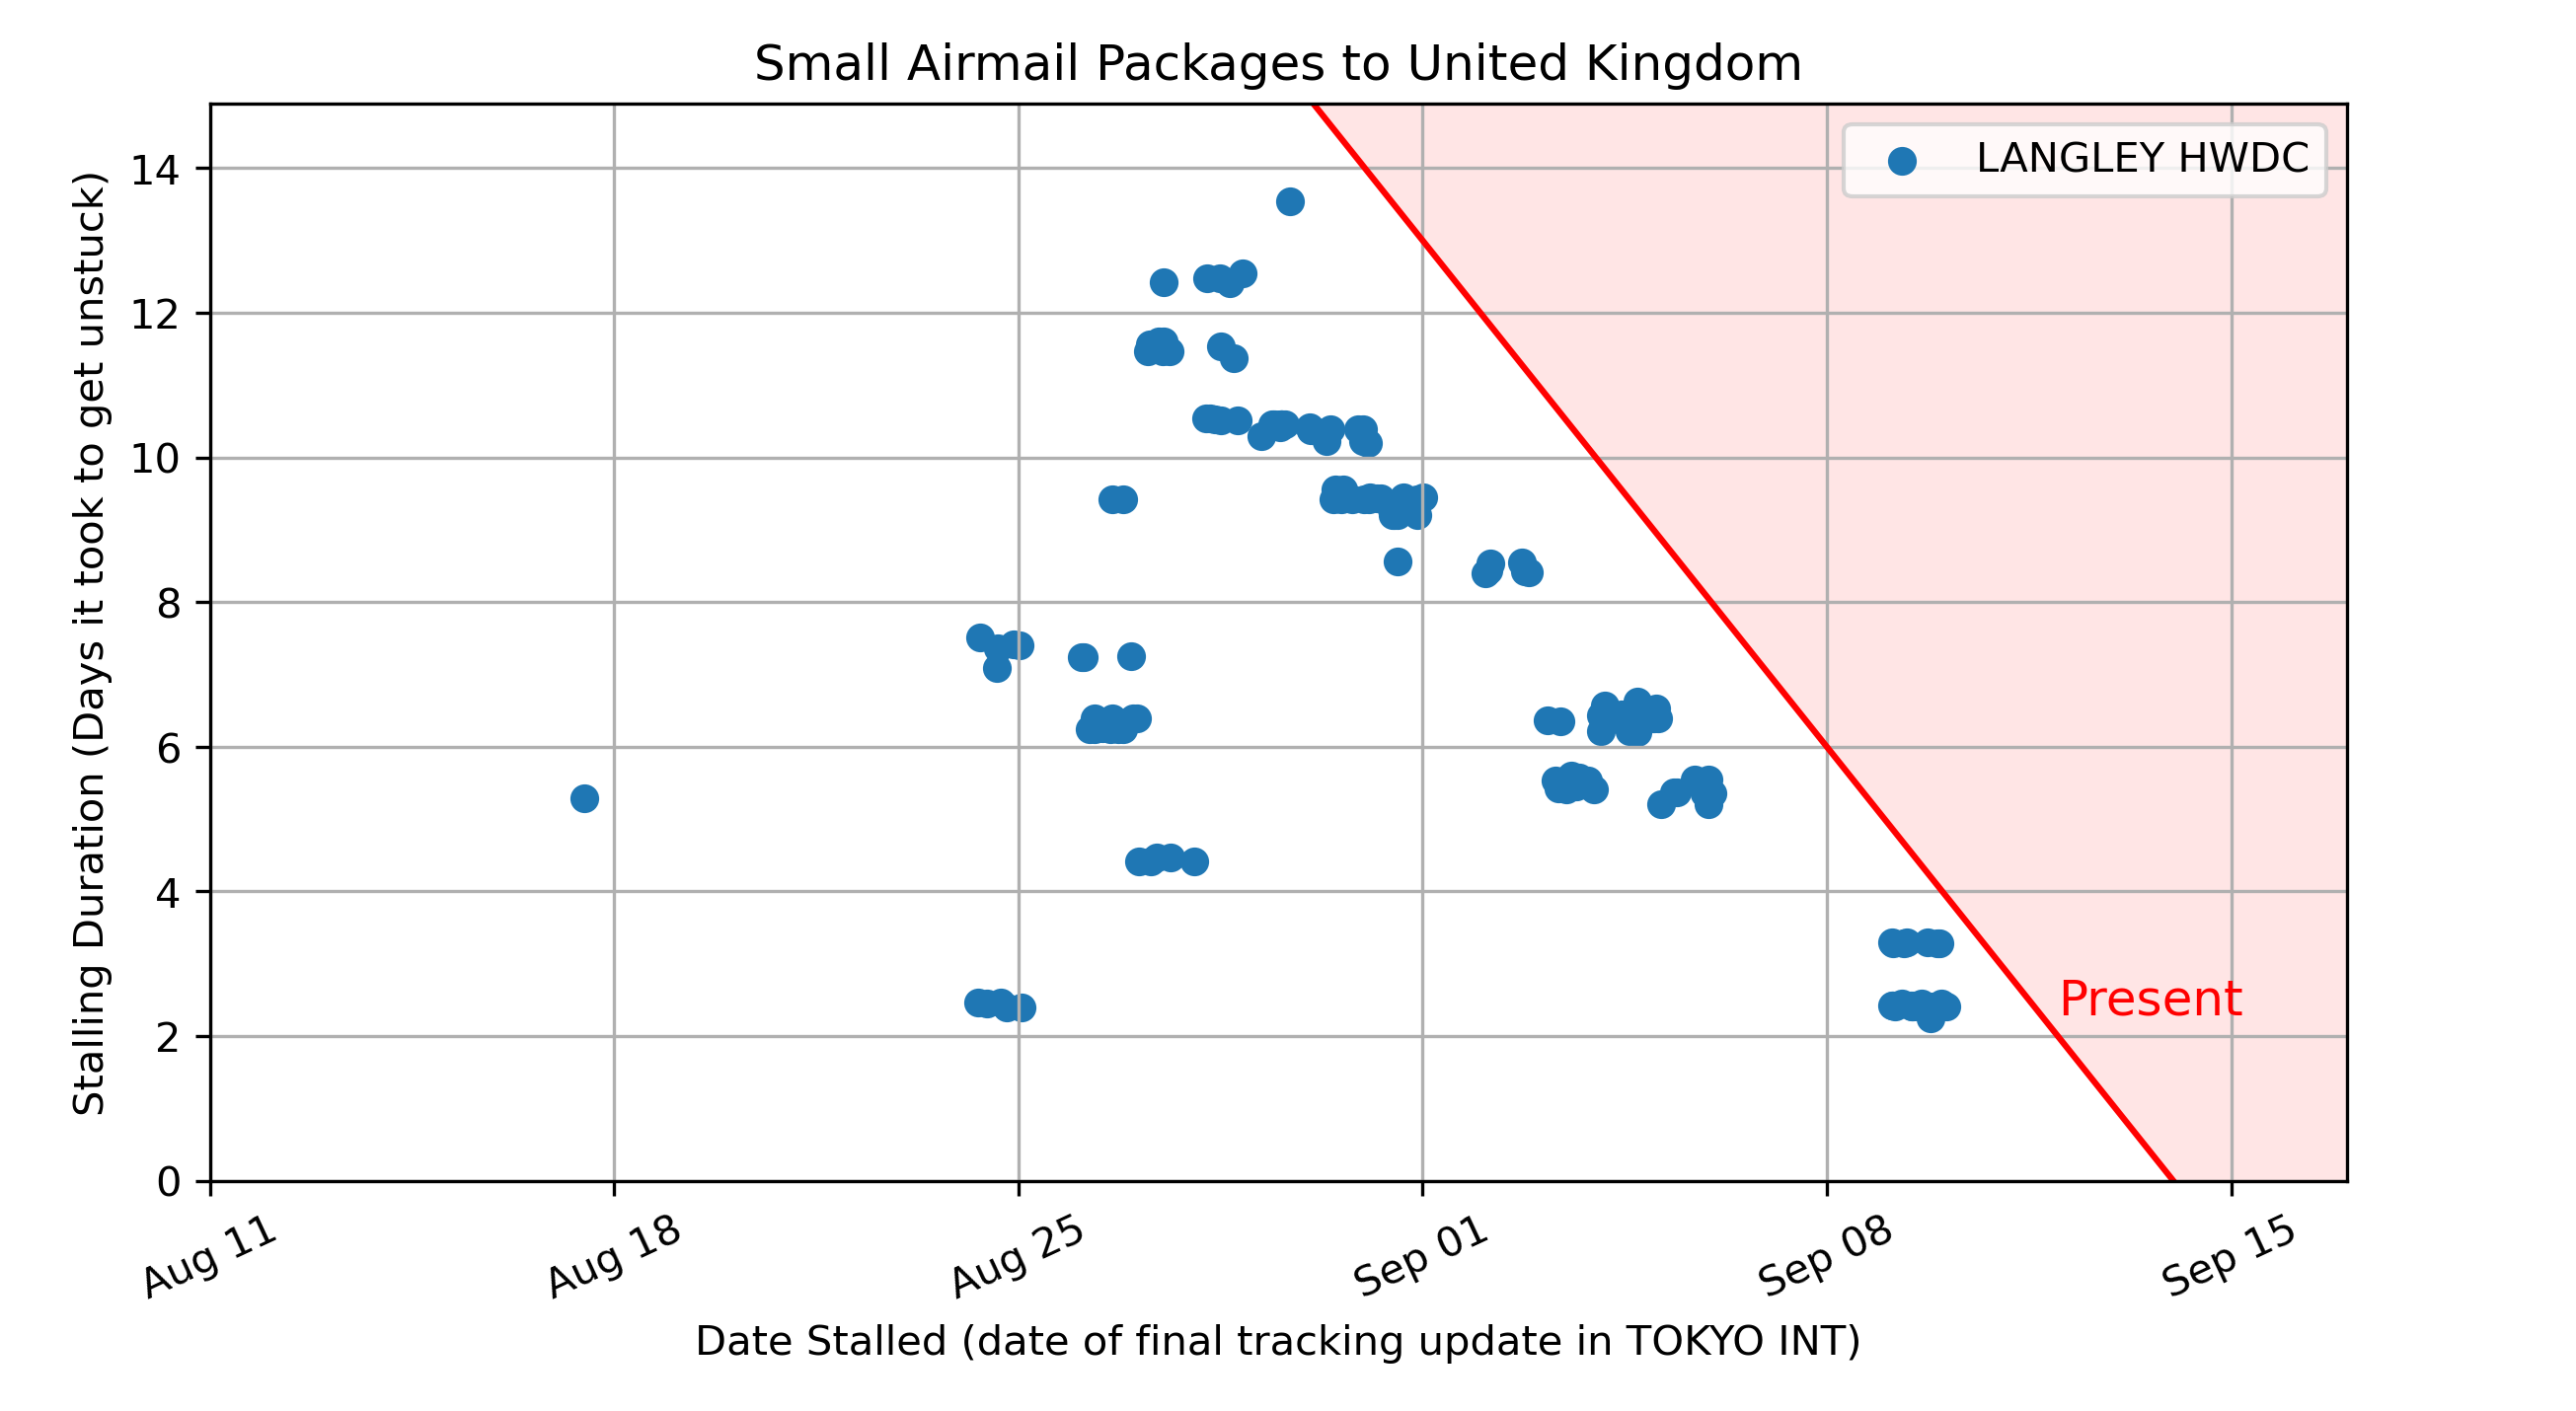 Small Airmail Packages to United Kingdom
LANGLEY HWDC
Stalling Duration (Days it took to get unstuck)
14
12
10
8
6
4
2
0
Present
Aug 11
Aug 18
Aug 25
Sep 01
Sep 08
Sep 15
Date Stalled (date of final tracking update in TOKYO INT)